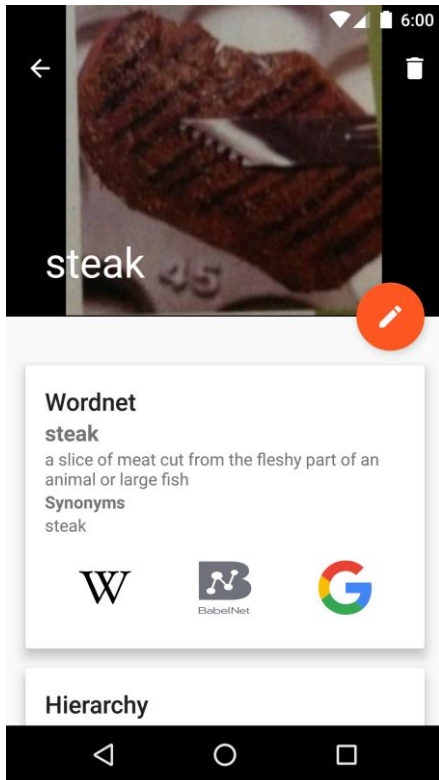 6:00
steak
45
Wordnet
steak
a slice of meat cut from the fleshy part of an
animal or large fish
Synonyms
steak
W
BabelNet
G
Hierarchy